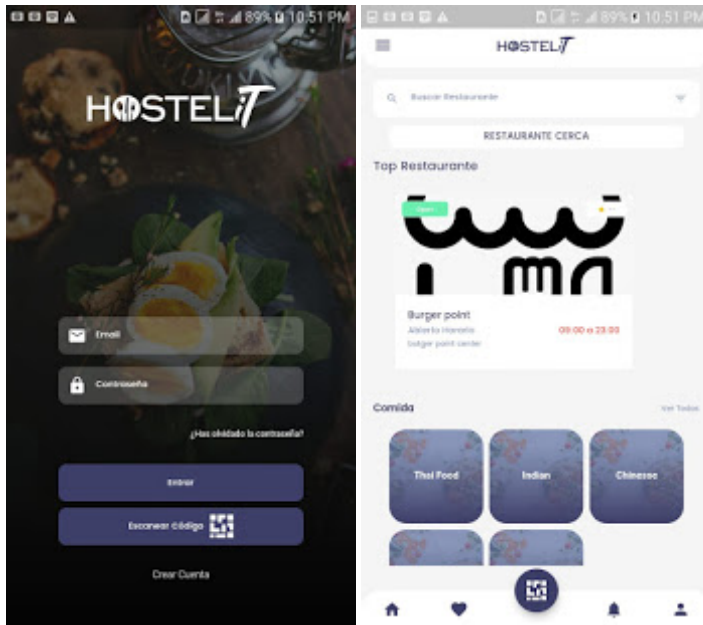 89% 10:51 PM
HOSTELiT
Email
Contraseña
¿Has olvidado la contraseña?
Entrar
Escanear Código
Crear Cuenta
89% 10:51 PM
HOSTELiT
Buscar Restaurante
RESTAURANTE CERCA
Top Restaurante
Open
Burger point
Abierto Horario
09:00 a 23:00
burger point center
Comida
Ver Todos
Thai Food
Indian
Chinesse